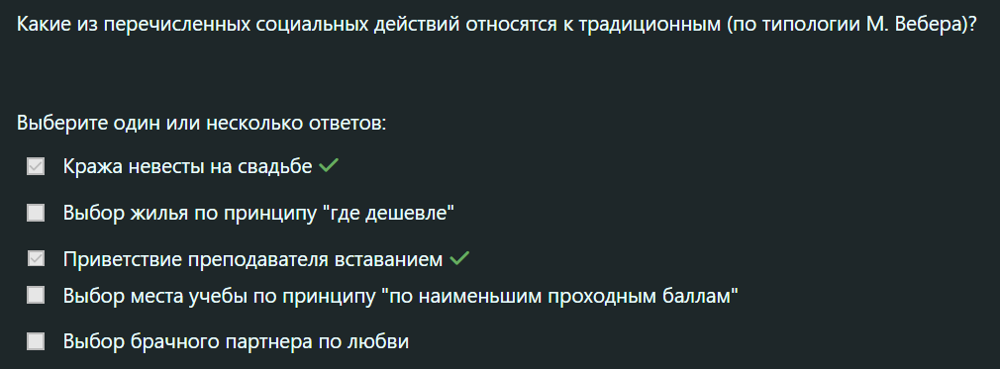 Какие из перечисленных социальных действий относятся к традиционным (по типологии М. Вебера)?
Выберите один или несколько ответов:
Кража невесты на свадьбе
Выбор жилья по принципу "где дешевле"
Приветствие преподавателя вставанием
Выбор места учебы по принципу "по наименьшим проходным баллам"
Выбор брачного партнера по любви